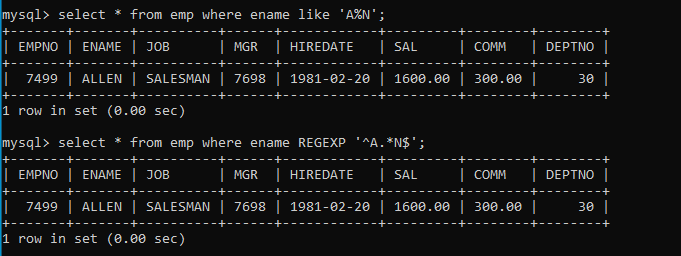 mysql> select * from emp where ename like 'A%N';
+-------+-------+----------+------+------------+---------+--------+--------+
| EMPNO | ENAME | JOB      | MGR  | HIREDATE   | SAL     | COMM   | DEPTNO |
+-------+-------+----------+------+------------+---------+--------+--------+
|  7499 | ALLEN | SALESMAN | 7698 | 1981-02-20 | 1600.00 | 300.00 |     30 |
+-------+-------+----------+------+------------+---------+--------+--------+
1 row in set (0.00 sec)
mysql> select * from emp where ename REGEXP '^A.*N$';
+-------+-------+----------+------+------------+---------+--------+--------+
| EMPNO | ENAME | JOB      | MGR  | HIREDATE   | SAL     | COMM   | DEPTNO |
+-------+-------+----------+------+------------+---------+--------+--------+
|  7499 | ALLEN | SALESMAN | 7698 | 1981-02-20 | 1600.00 | 300.00 |     30 |
+-------+-------+----------+------+------------+---------+--------+--------+
1 row in set (0.00 sec)